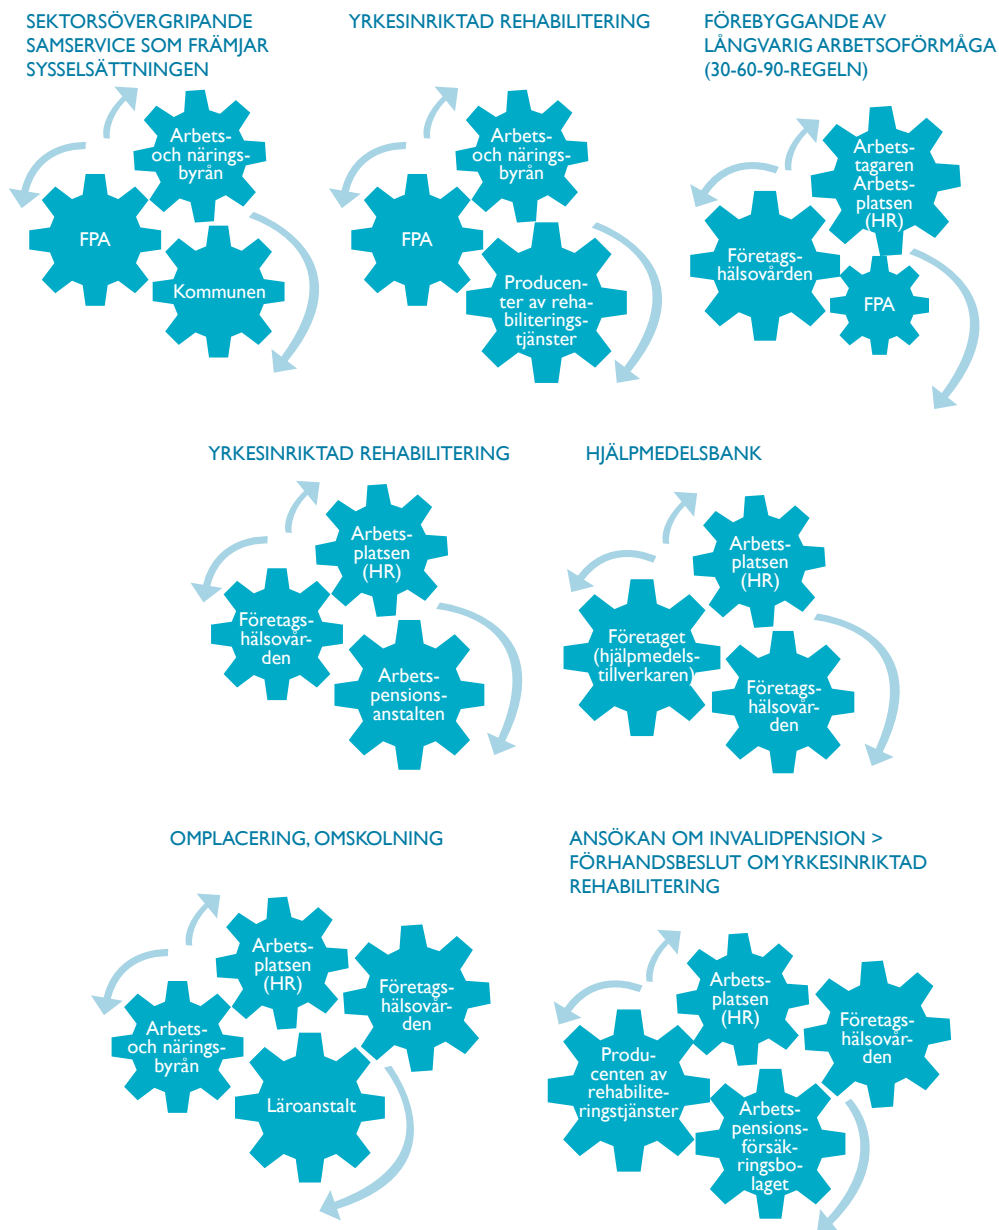 SEKTORSÖVERGRIPANDE
SAMSERVICE SOM FRÄMJAR
SYSSELSÄTTNINGEN
Arbets-
och närings-
byrån
FPA
Kommunen
YRKESINRIKTAD REHABILITERING
Arbets-
och närings-
byrån
FPA
Producen-
ter av reha-
biliterings-
tjänster
FÖREBYGGANDE AV
LÅNGVARIG ARBETSOFÖRMÅGA
(30-60-90-REGELN)
Arbets-
tagaren
Arbets-
platsen
(HR)
Företags-
hälsovården
FPA
YRKESINRIKTAD REHABILITERING
Arbets-
platsen
(HR)
Företags-
hälsovår-
den
Arbets-
pensions-
anstalten
HJÄLPMEDELSBANK
Arbets-
platsen
(HR)
Företaget
(hjälpmedels-
tillverkaren)
Företags-
hälsovår-
den
OMPLACERING, OMSKOLNING
Arbets-
platsen
(HR)
Företags-
hälsovår-
den
Arbets-
och närings-
byrån
Läroanstalt
ANSÖKAN OM INVALIDPENSION >
FÖRHANDSBESLUT OM YRKESINRIKTAD
REHABILITERING
Arbets-
platsen
(HR)
Företags-
hälsovår-
den
Produ-
centen av
rehabilite-
ringstjänster
Arbets-
pensions-
försäk-
ringsbo-
laget